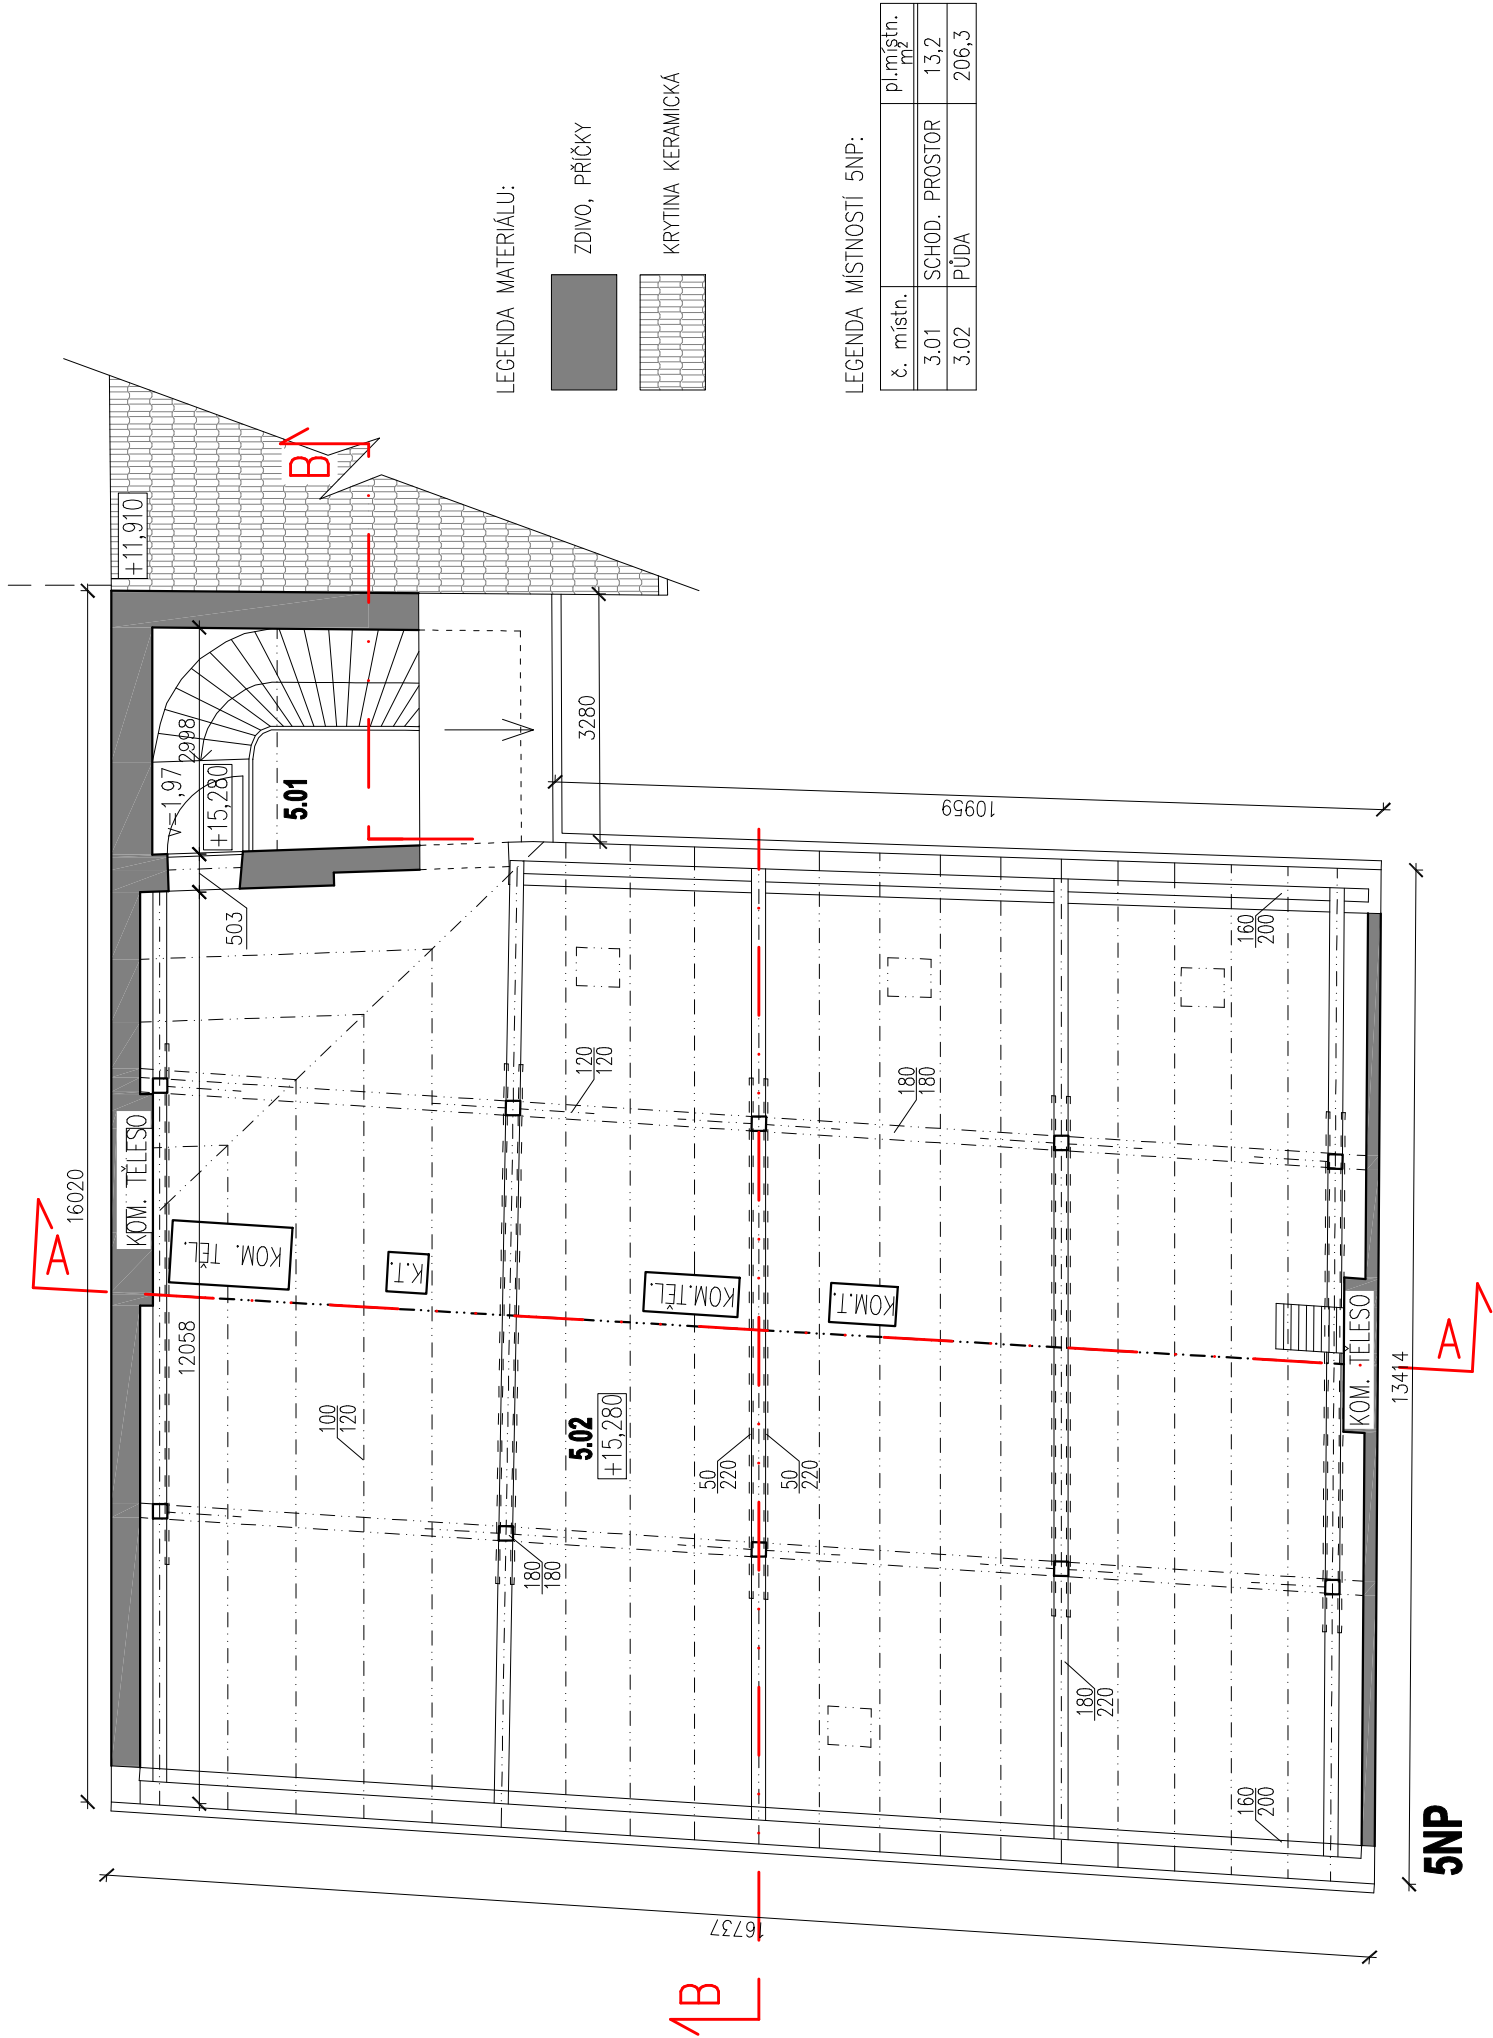 5NP
LEGENDA MATERIÁLU:
ZDIVO, PŘÍČKY
KRYTINA KERAMICKÁ
LEGENDA MÍSTNOSTÍ 5NP:
č. místn. pl.místn. m²
3.01 SCHOD. PROSTOR 13,2
3.02 PŮDA 206,3
16020
12058
503
2998
v=1,97
+15,280
5.01
+11,910
3280
10959
13414
16737
A
A
B
B
KOM. TĚLESO
KOM. TĚL.
K.T.
KOM.TĚL.
KOM.T.
KOM. TĚLESO
5.02
+15,280
100
120
180
180
50
220
50
220
180
220
160
200
120
120
180
180
160
200